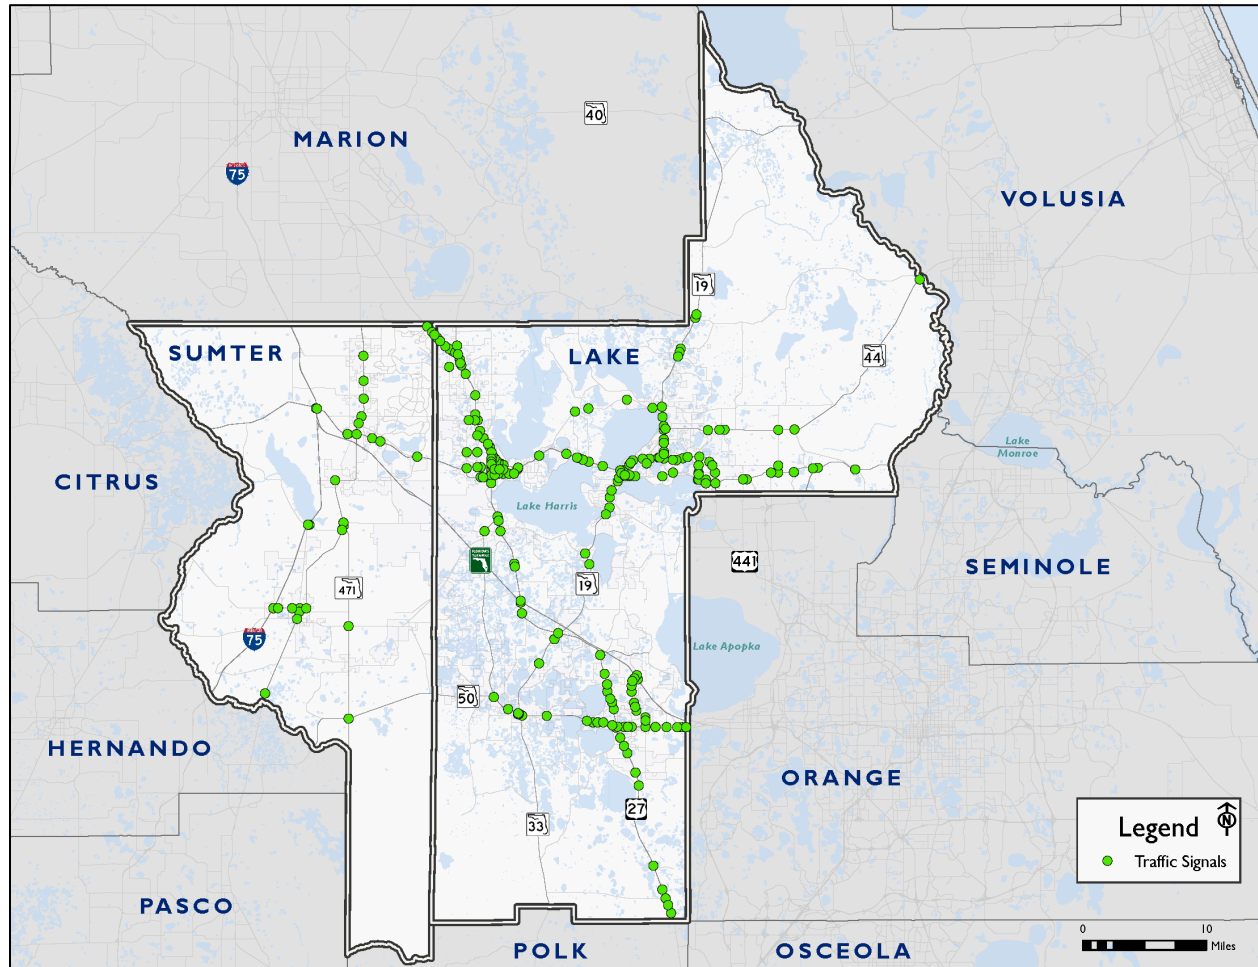 40
MARION
75
VOLUSIA
19
SUMTER
LAKE
44
CITRUS
Lake
Monroe
Lake Harris
441
SEMINOLE
471
19
75
Lake Apopka
50
HERNANDO
ORANGE
27
33
Legend
N
Traffic Signals
PASCO
POLK
OSCEOLA
0
10
Miles